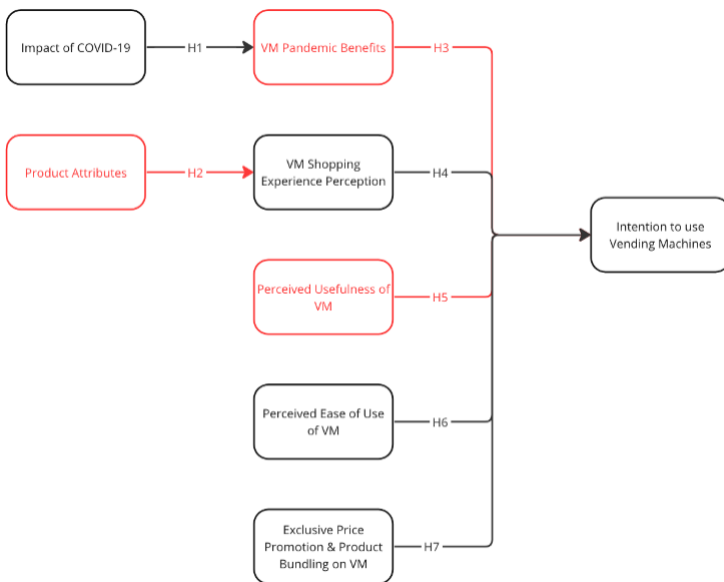 Impact of COVID-19
H1
VM Pandemic Benefits
H3
Product Attributes
H2
VM Shopping
Experience Perception
H4
Intention to use
Vending Machines
Perceived Usefulness of
VM
H5
Perceived Ease of Use
of VM
H6
Exclusive Price
Promotion & Product
Bundling on VM
H7